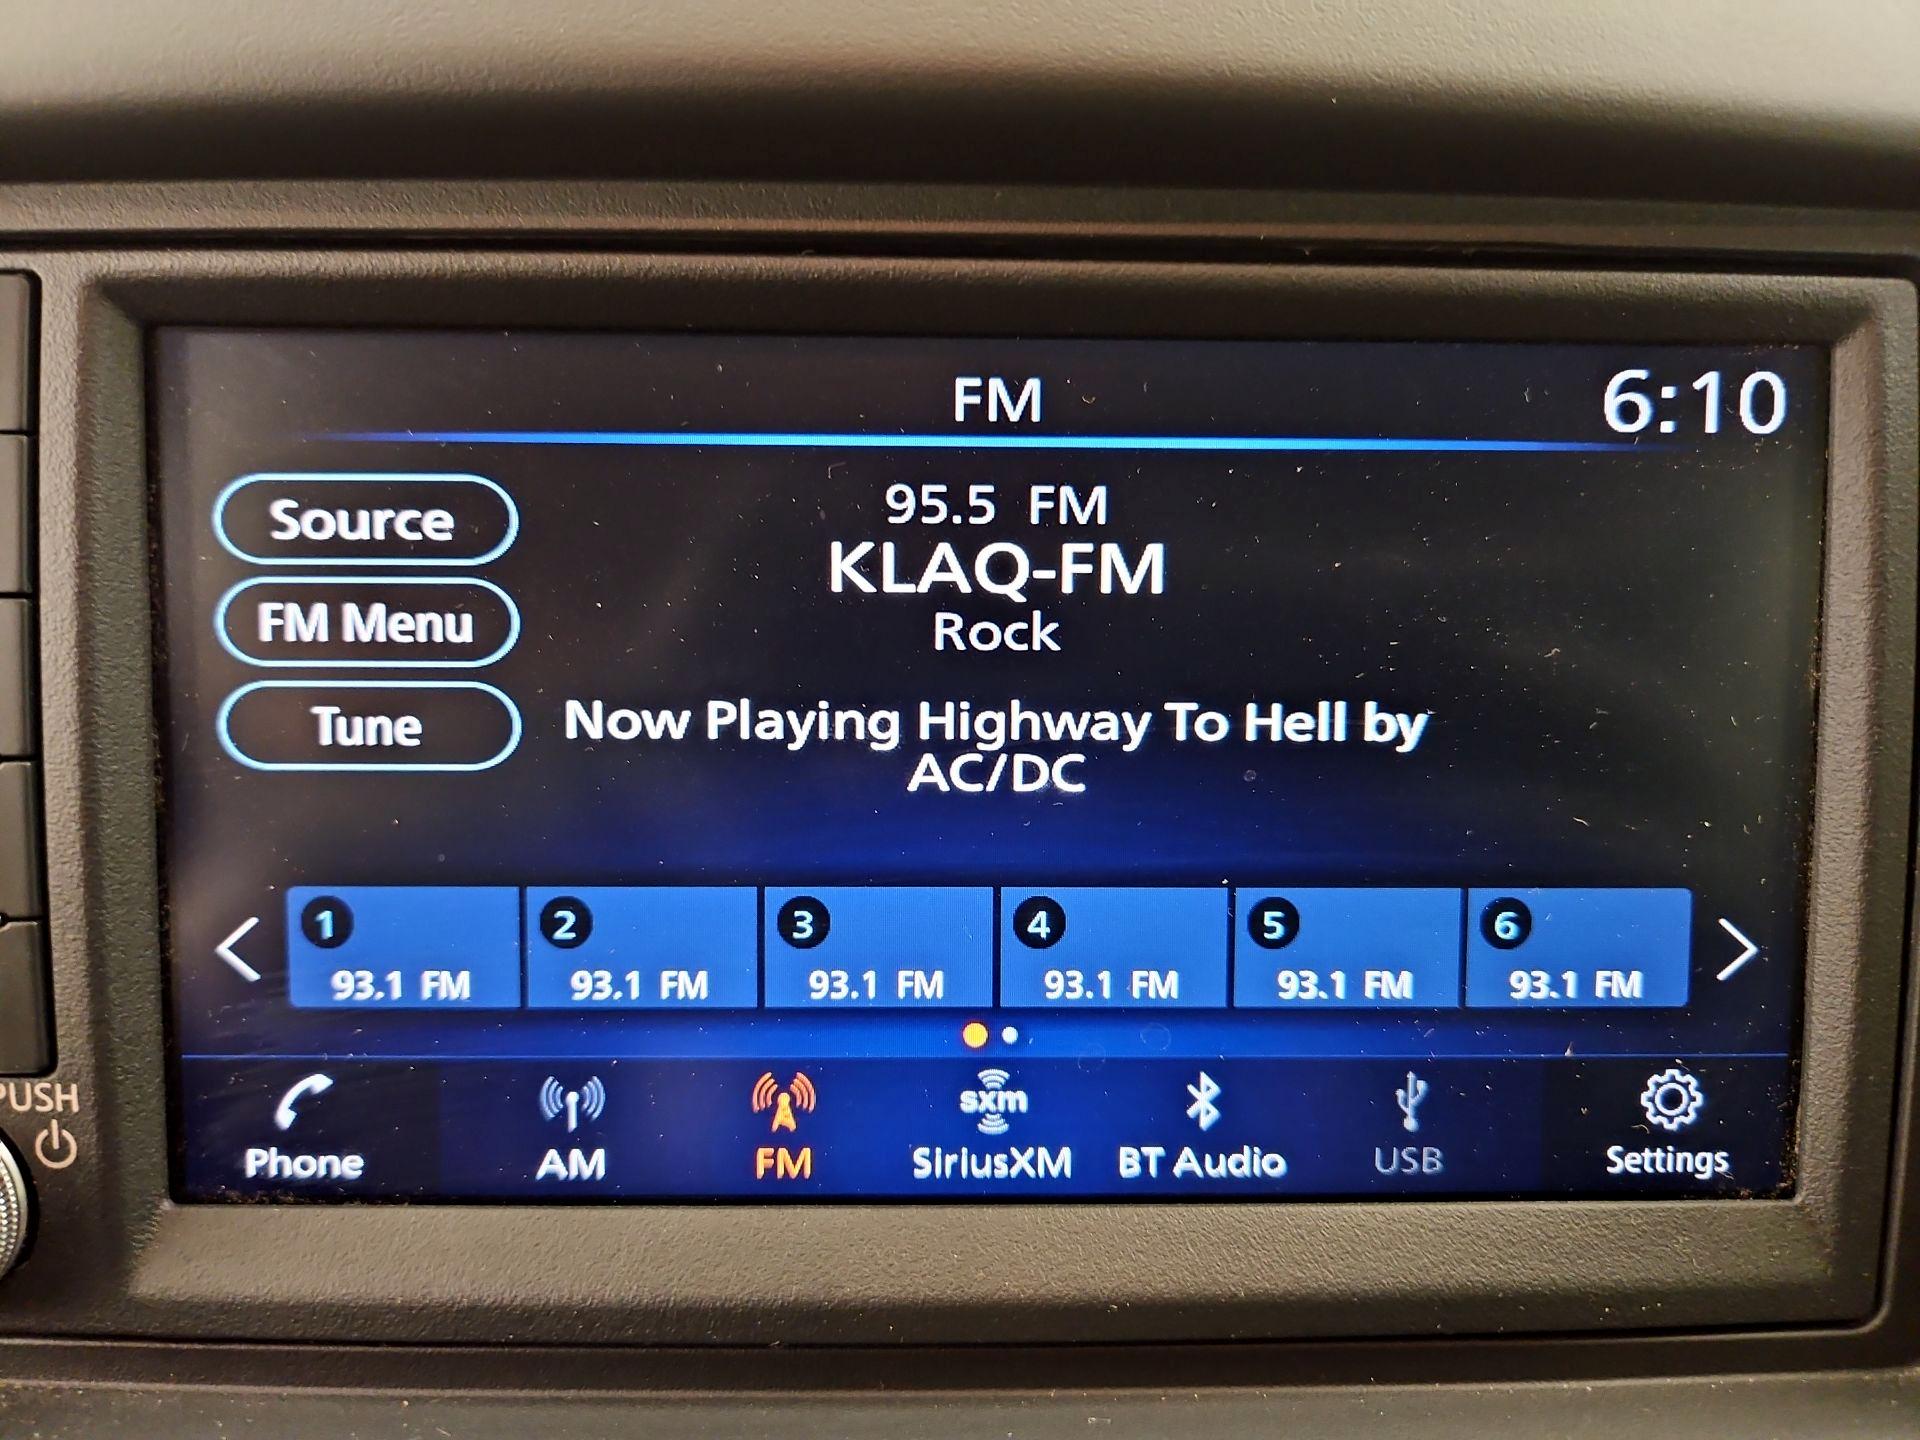 FM
6:10
Source
95.5 FM
KLAQ-FM
FM Menu
Rock
Tune
Now Playing Highway To Hell by
AC/DC
1
2
3
4
5
6
93.1 FM
93.1 FM
93.1 FM
93.1 FM
93.1 FM
93.1 FM
PUSH
sxm
Phone
AM
FM
SiriusXM
BT Audio
USB
Settings